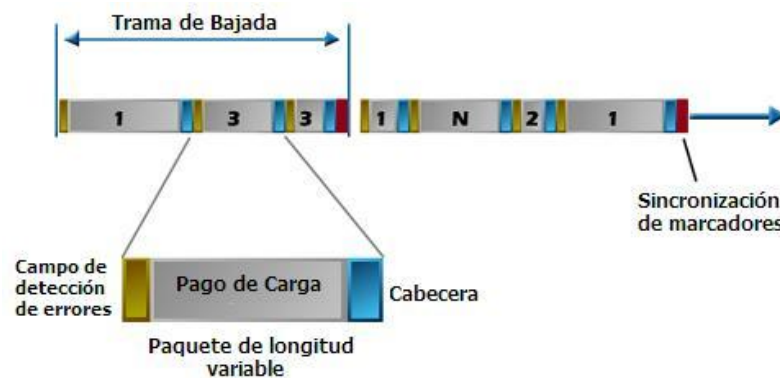 Trama de Bajada
1 3 3 1 N 2 1
Sincronización
de marcadores
Campo de
detección
de errores
Pago de Carga
Cabecera
Paquete de longitud
variable